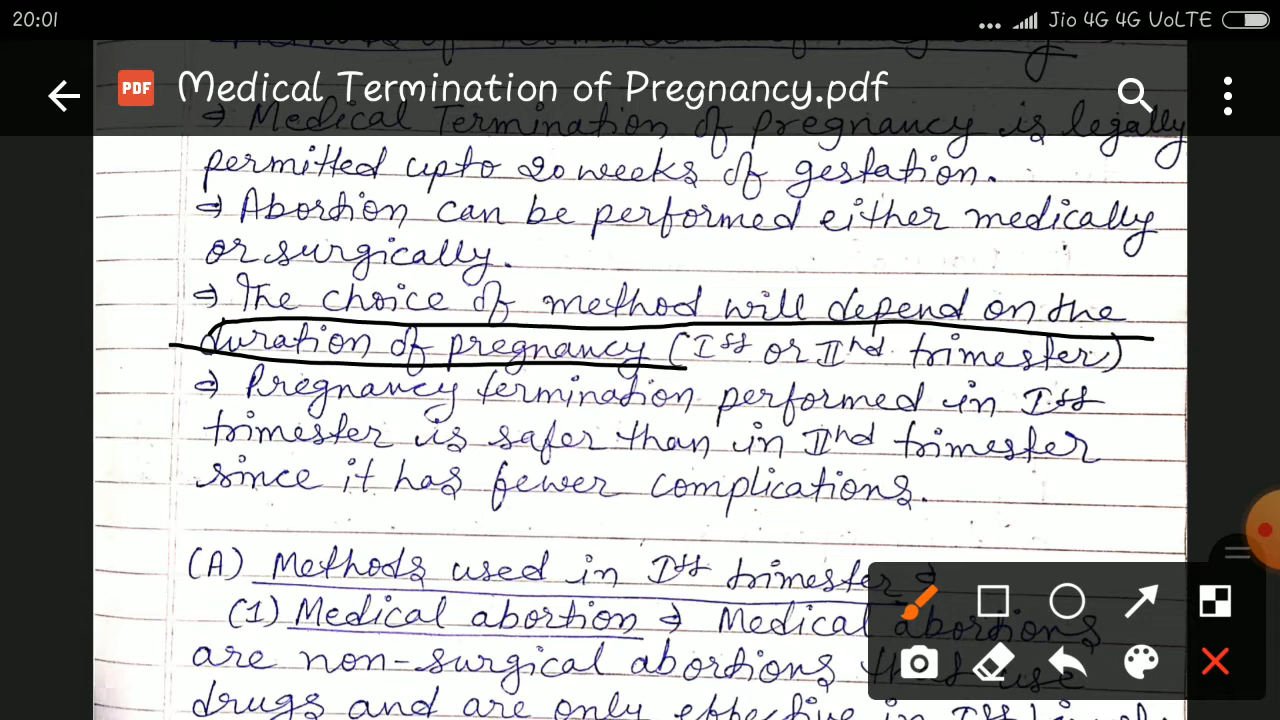 20:01
... Jio 4G 4G VoLTE
PDF Medical Termination of Pregnancy.pdf
⇒ Medical Termination of pregnancy is legally
permitted upto 20 weeks of gestation.
⇒ Abortion can be performed either medically
or surgically.
⇒ The choice of method will depend on the
duration of pregnancy (Ist or IInd trimester)
⇒ Pregnancy termination performed in Ist
trimester is safer than in IInd trimester
since it has fewer complications.
(A) Methods used in Ist trimester ⇒
(1) Medical abortion ⇒ Medical abortions
are non-surgical abortions that use
drugs and are only effective in Ist